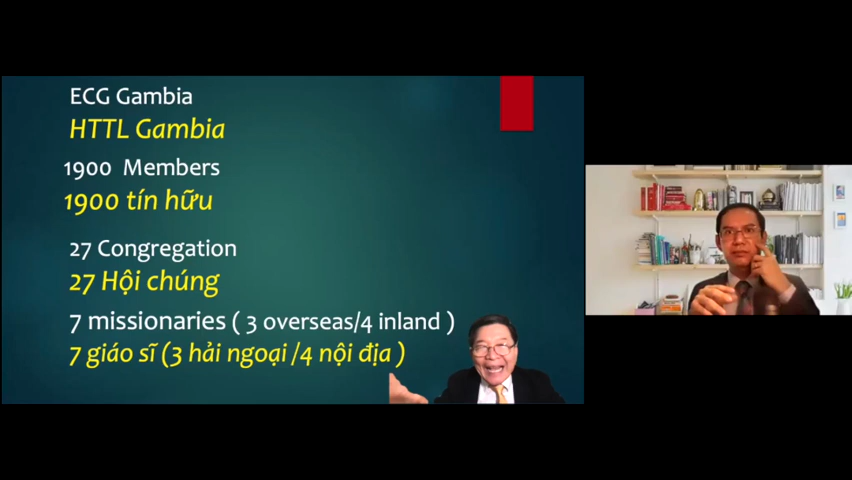 ECG Gambia
HTTL Gambia
1900 Members
1900 tín hữu
27 Congregation
27 Hội chúng
7 missionaries ( 3 overseas/4 inland )
7 giáo sĩ (3 hải ngoại /4 nội địa )